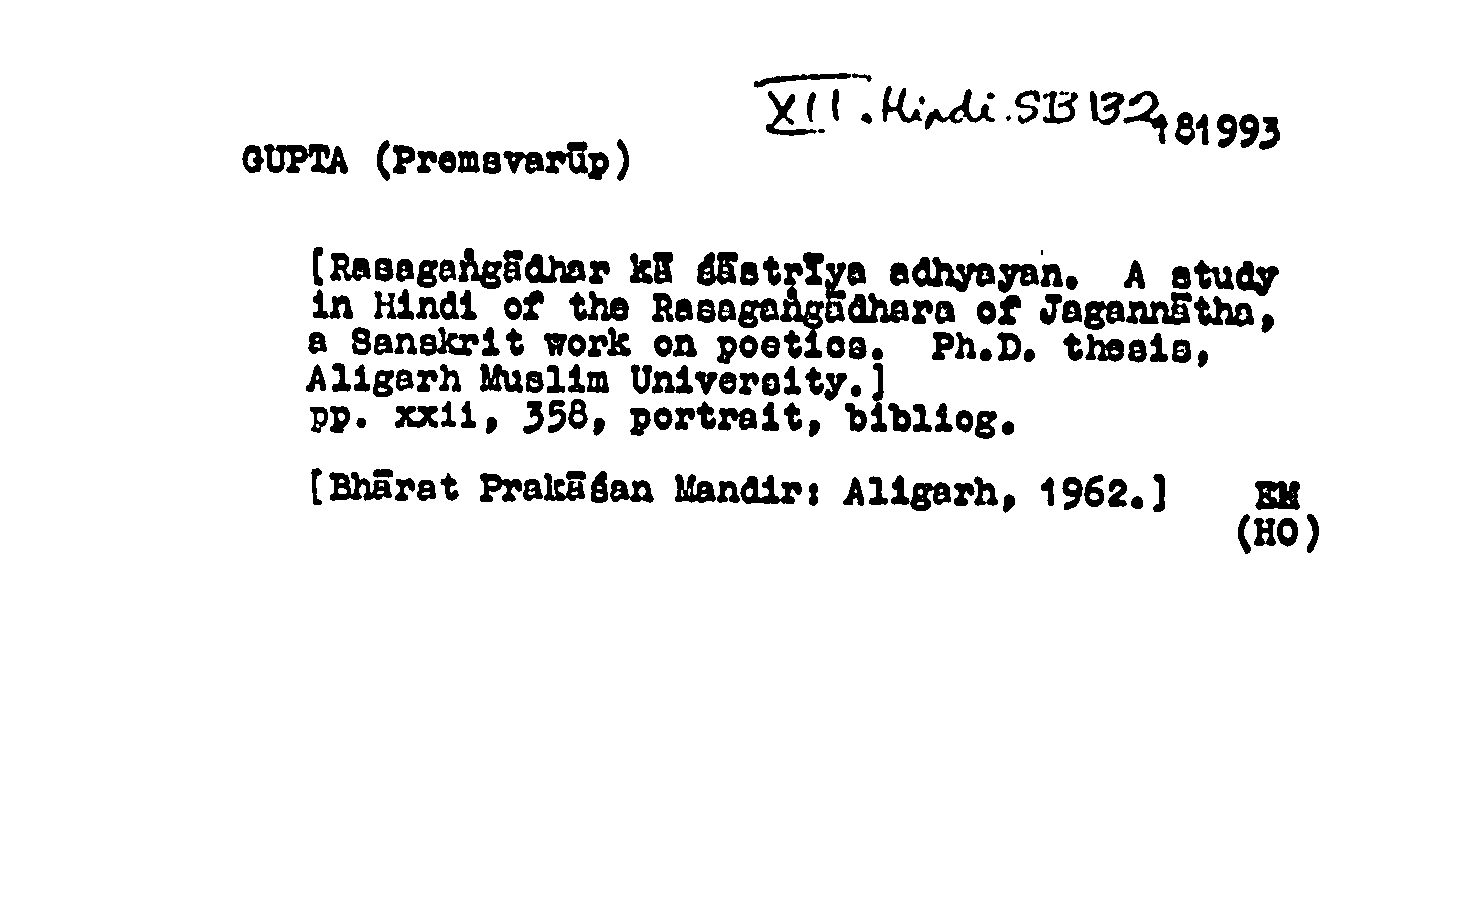 XII. Hindi. SB 132
181993
GUPTA (Premsvarūp)
[Rasagaṅgādhar kā śāstrīya adhyayan. A study
in Hindi of the Rasagaṅgādhara of Jagannātha,
a Sanskrit work on poetics. Ph.D. thesis,
Aligarh Muslim University.]
pp. xxii, 358, portrait, bibliog.
[Bhārat Prakāśan Mandir: Aligarh, 1962.] EM
(HO)